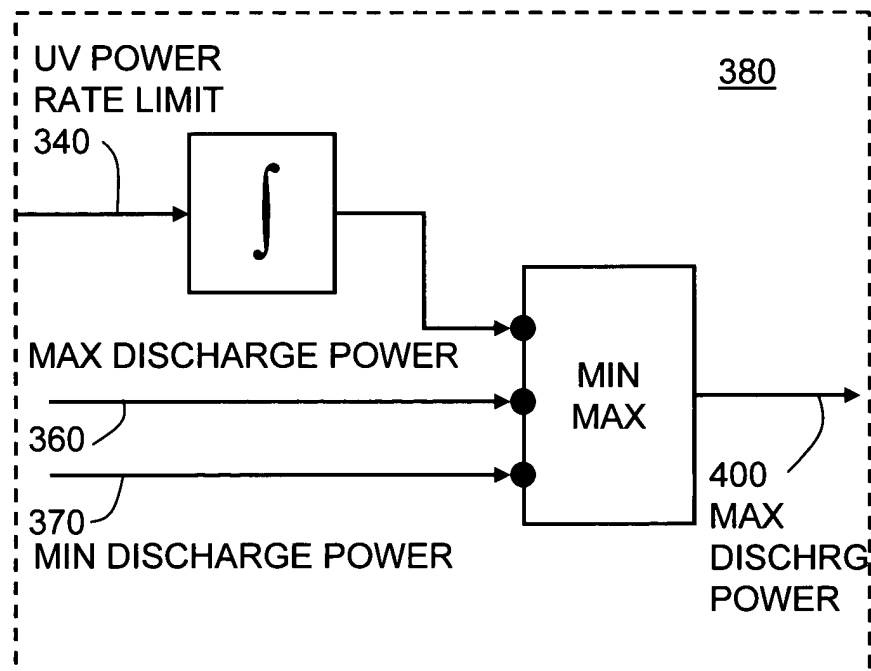 UV POWER
RATE LIMIT
340
380
∫
MAX DISCHARGE POWER
360
370
MIN DISCHARGE POWER
MIN
MAX
400
MAX
DISCHRG
POWER